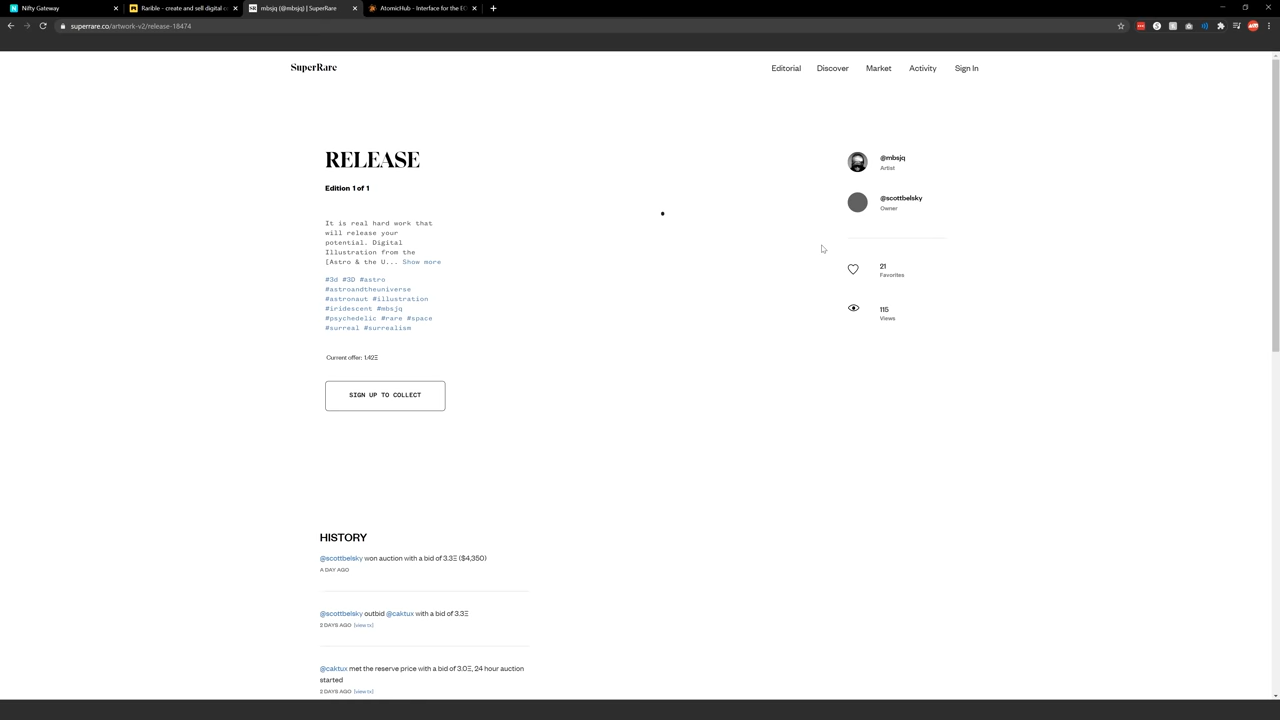 Nifty Gateway
Rarible – create and sell digital c
SR mbsjq (@mbsjq) | SuperRare
AtomicHub - Interface for the l
superrare.co/artwork-v2/release-18474
SuperRare
Editorial Discover Market Activity Sign In
RELEASE
Edition 1 of 1
It is real hard work that
will release your
potential. Digital
Illustration from the
[Astro & the U... Show more
#3d #3D #astro
#astroandtheuniverse
#astronaut #illustration
#iridescent #mbsjq
#psychedelic #rare #space
#surreal #surrealism
Current offer: 1.42Ξ
SIGN UP TO COLLECT
@mbsjq
Artist
@scottbelsky
Owner
21
Favorites
115
Views
HISTORY
@scottbelsky won auction with a bid of 3.3Ξ ($4,350)
A DAY AGO
@scottbelsky outbid @caktux with a bid of 3.3Ξ
2 DAYS AGO [view tx]
@caktux met the reserve price with a bid of 3.0Ξ, 24 hour auction
started
2 DAYS AGO [view tx]